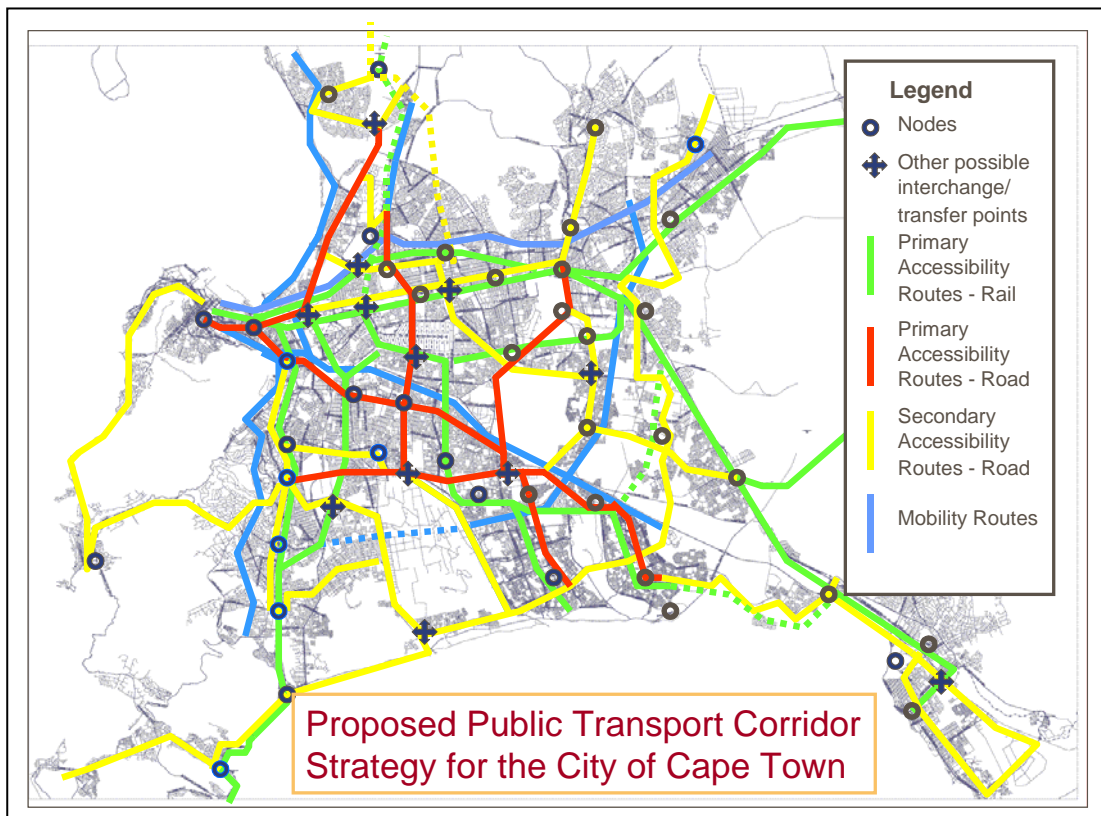 Legend
Nodes
Other possible
interchange/
transfer points
Primary
Accessibility
Routes - Rail
Primary
Accessibility
Routes - Road
Secondary
Accessibility
Routes - Road
Mobility Routes
Proposed Public Transport Corridor
Strategy for the City of Cape Town